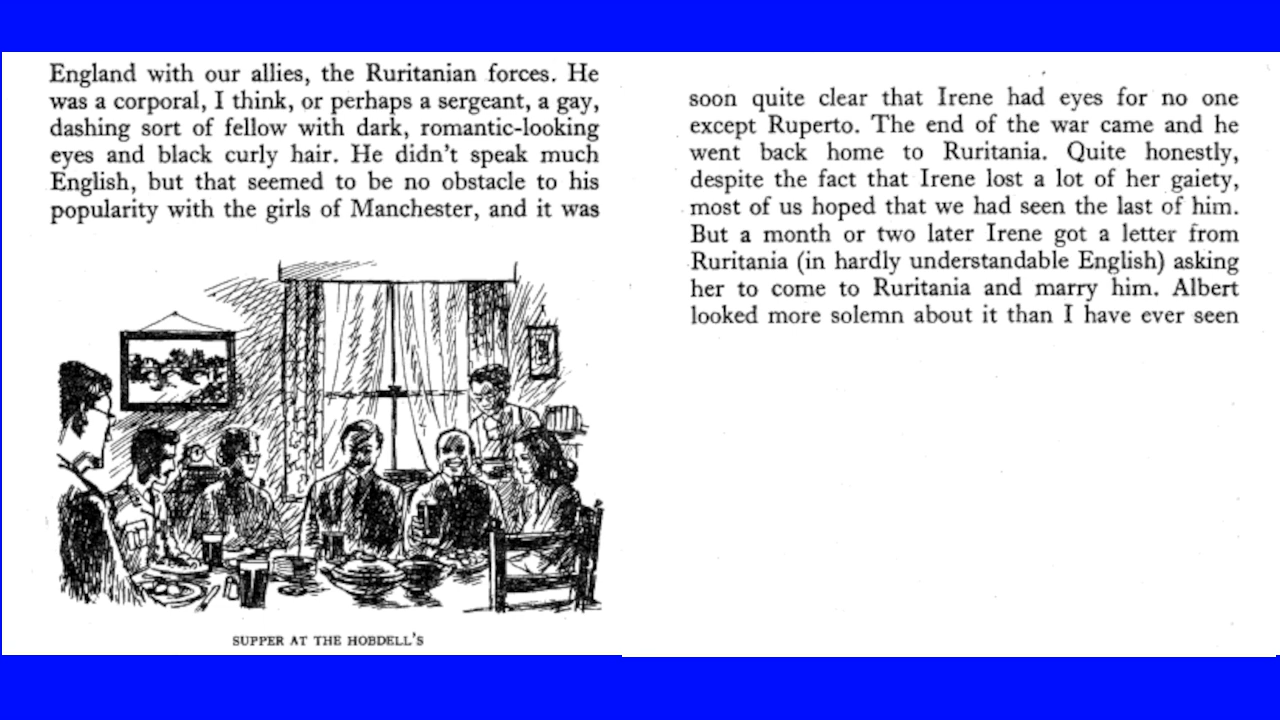 England with our allies, the Ruritanian forces. He
was a corporal, I think, or perhaps a sergeant, a gay,
dashing sort of fellow with dark, romantic-looking
eyes and black curly hair. He didn't speak much
English, but that seemed to be no obstacle to his
popularity with the girls of Manchester, and it was
SUPPER AT THE HOBDELL'S
soon quite clear that Irene had eyes for no one
except Ruperto. The end of the war came and he
went back home to Ruritania. Quite honestly,
despite the fact that Irene lost a lot of her gaiety,
most of us hoped that we had seen the last of him.
But a month or two later Irene got a letter from
Ruritania (in hardly understandable English) asking
her to come to Ruritania and marry him. Albert
looked more solemn about it than I have ever seen